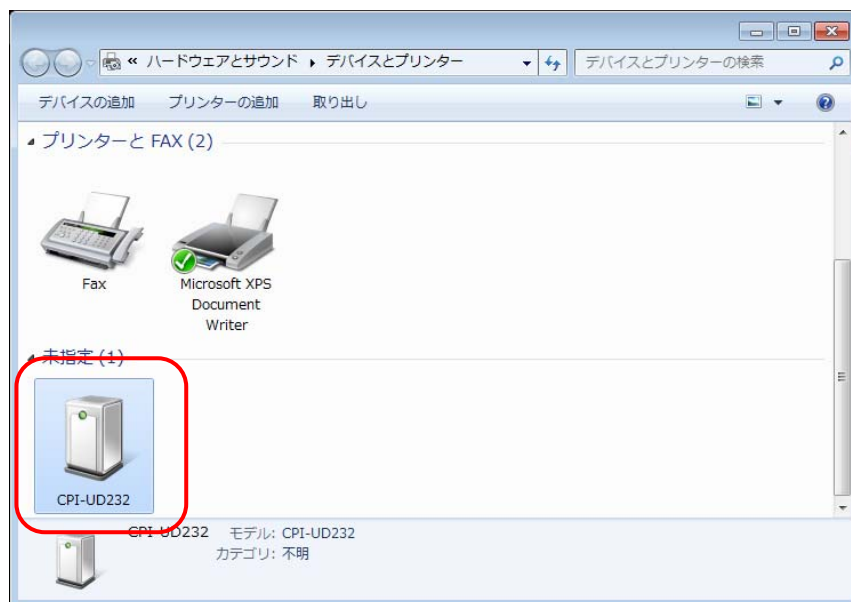 « ハードウェアとサウンド ▸ デバイスとプリンター
デバイスとプリンターの検索
デバイスの追加 プリンターの追加 取り出し
プリンターと FAX (2)
Fax
Microsoft XPS
Document
Writer
未指定 (1)
CPI-UD232
CPI-UD232 モデル: CPI-UD232
カテゴリ: 不明